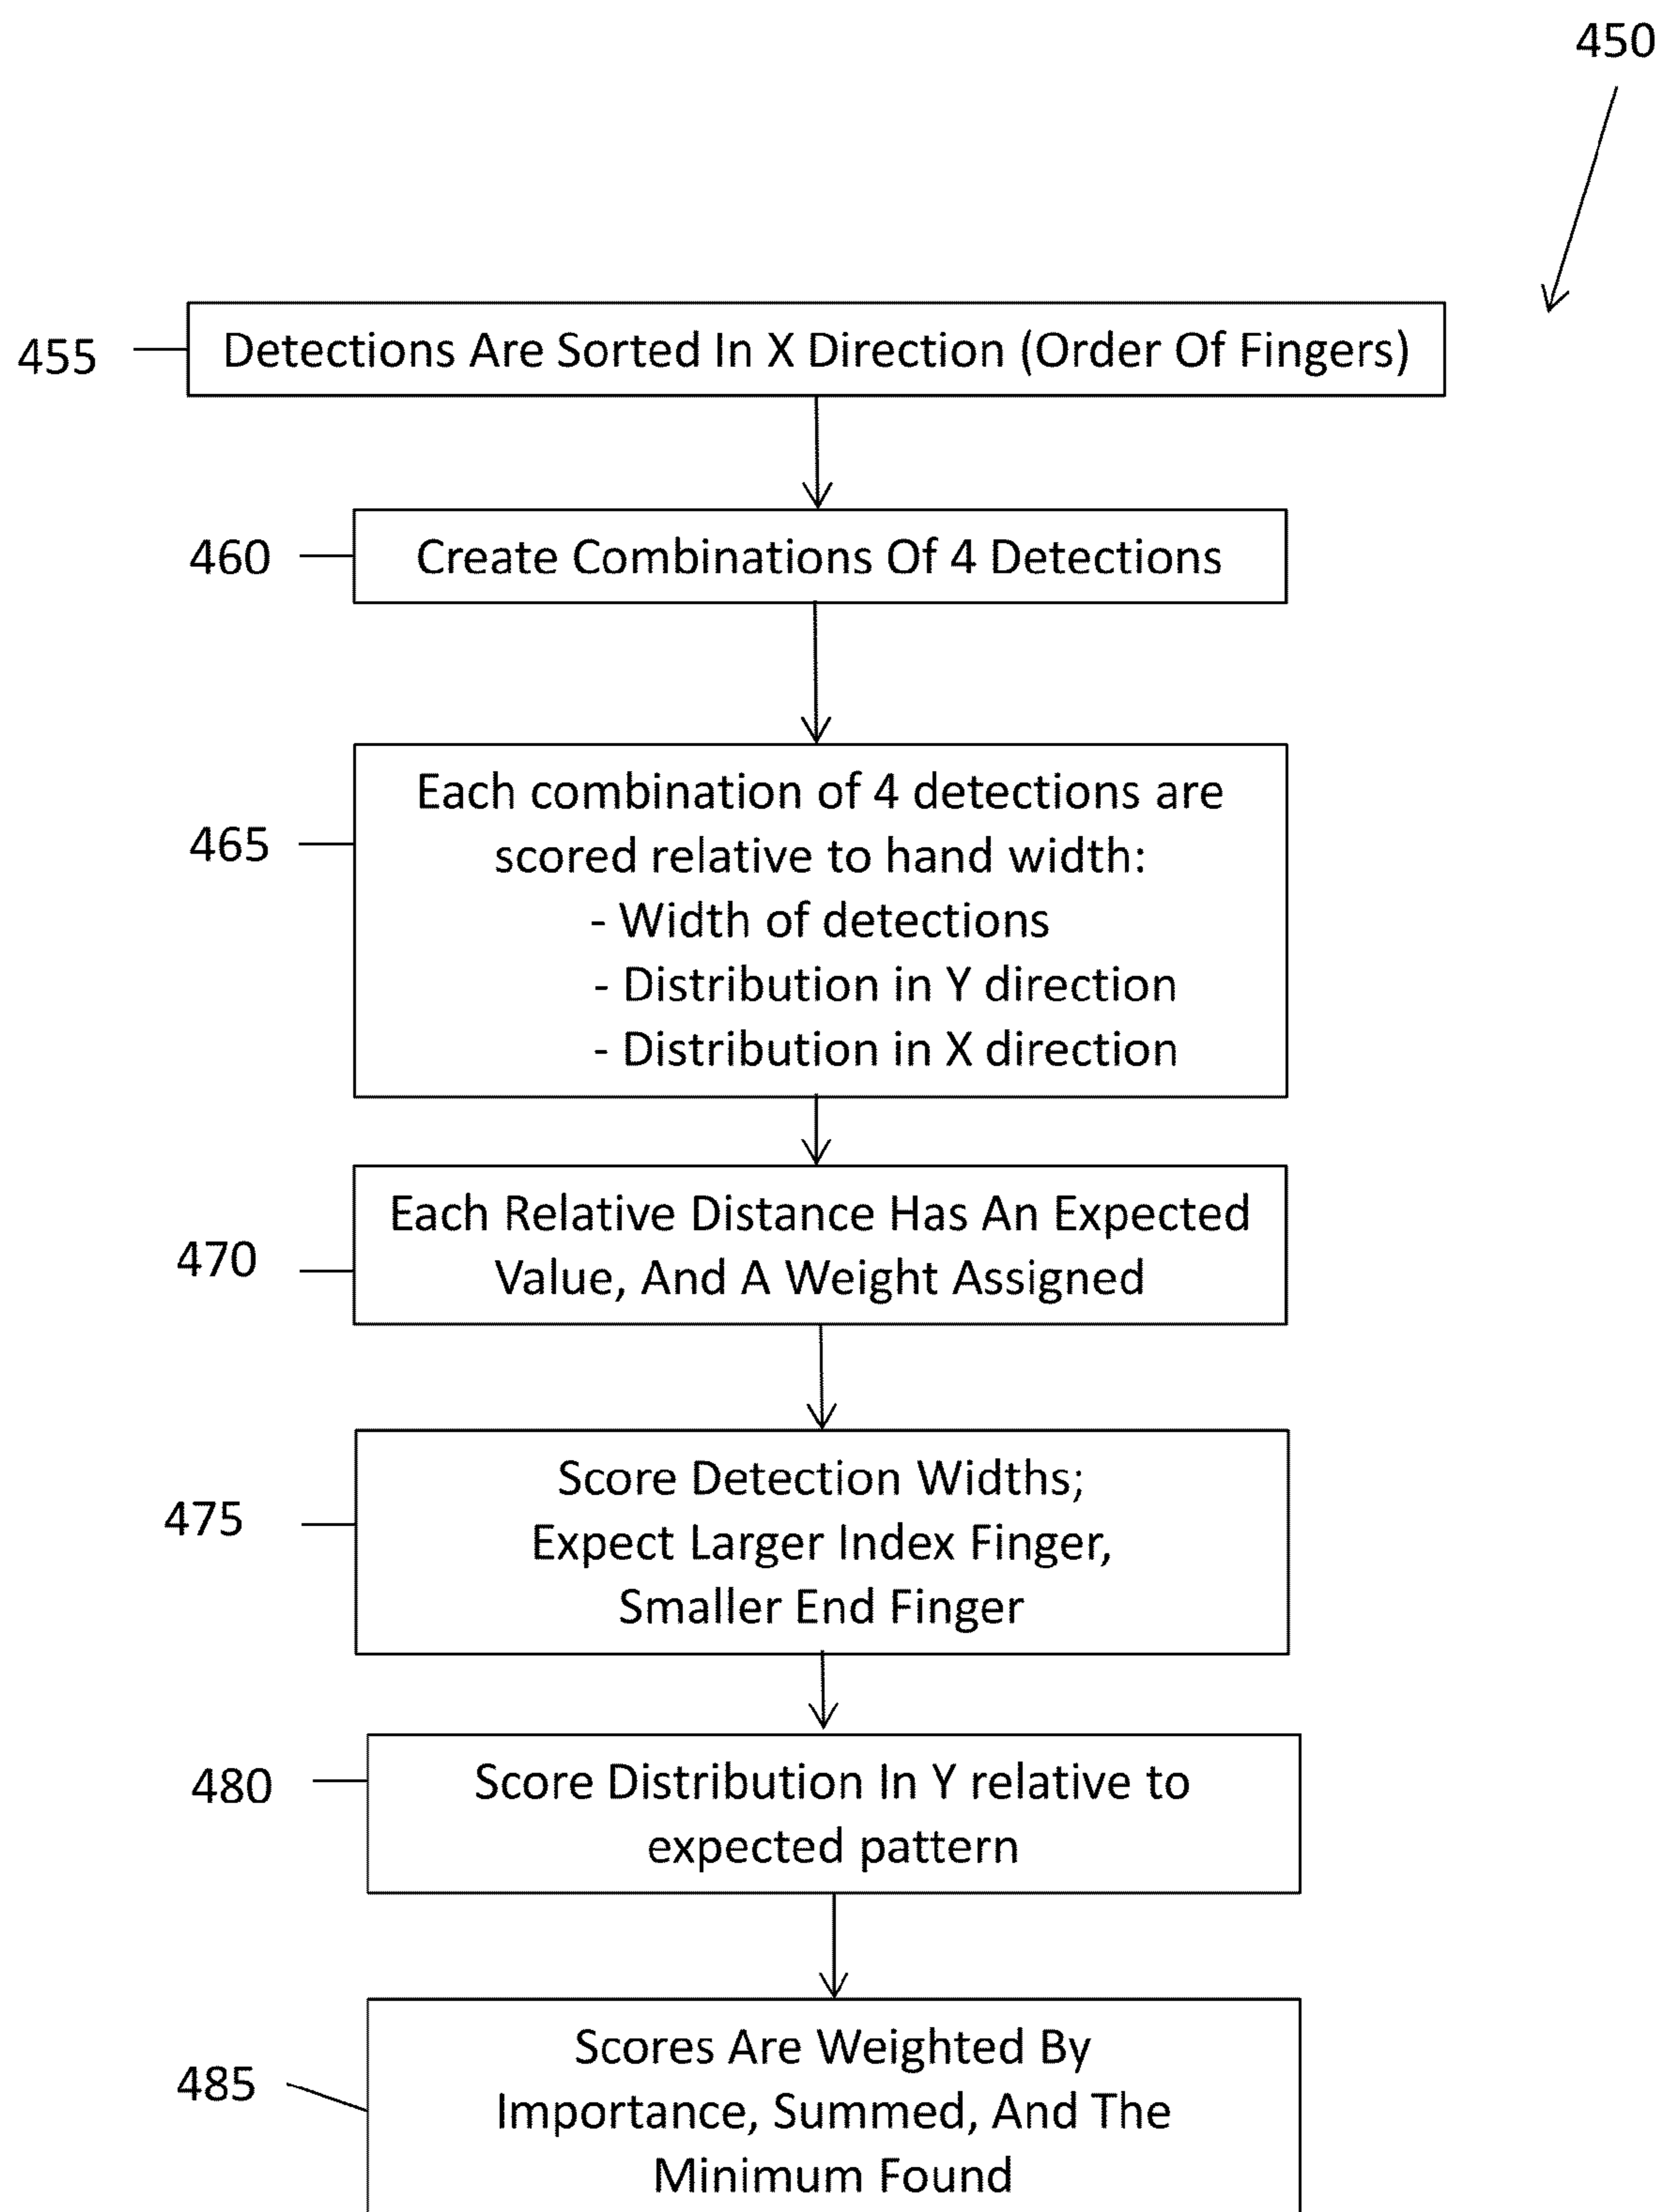 450
455
Detections Are Sorted In X Direction (Order Of Fingers)
460
Create Combinations Of 4 Detections
465
Each combination of 4 detections are
scored relative to hand width:
- Width of detections
- Distribution in Y direction
- Distribution in X direction
470
Each Relative Distance Has An Expected
Value, And A Weight Assigned
475
Score Detection Widths;
Expect Larger Index Finger,
Smaller End Finger
480
Score Distribution In Y relative to
expected pattern
485
Scores Are Weighted By
Importance, Summed, And The
Minimum Found